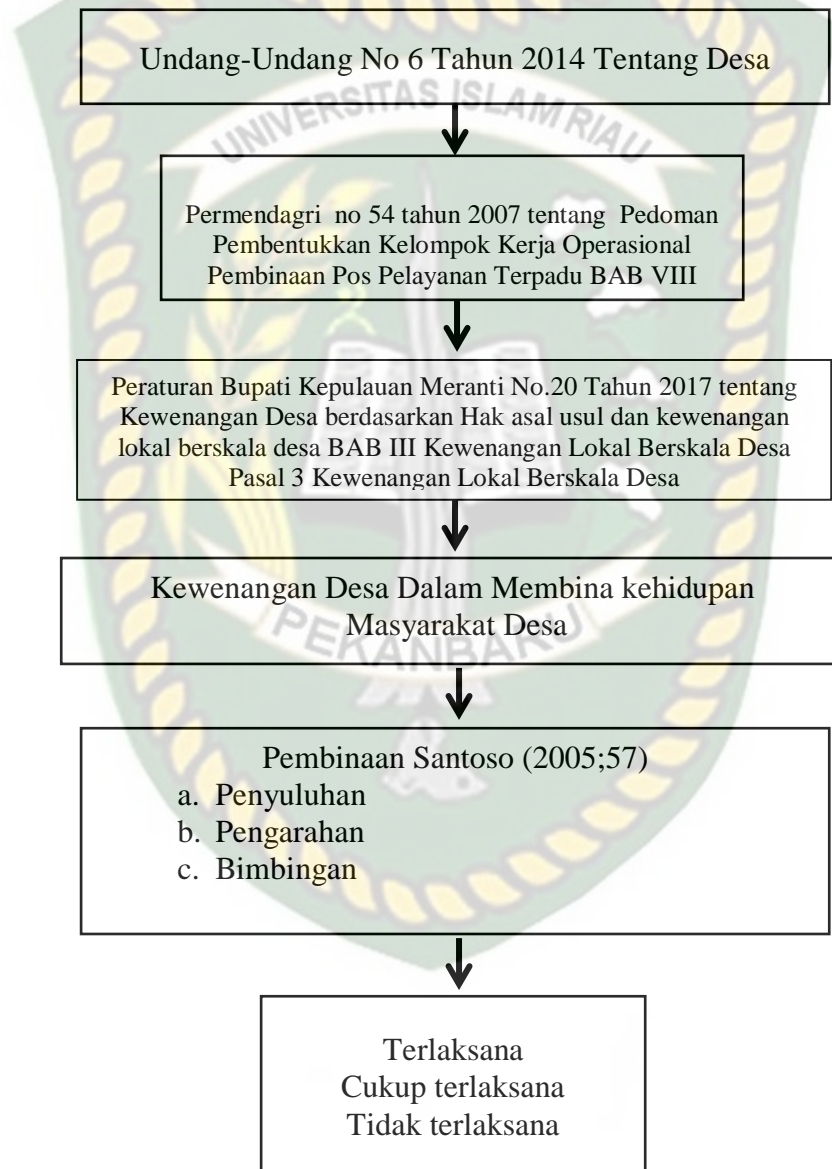 Undang-Undang No 6 Tahun 2014 Tentang Desa
UNIVERSITAS ISLAM RIAU
Permendagri no 54 tahun 2007 tentang Pedoman
Pembentukkan Kelompok Kerja Operasional
Pembinaan Pos Pelayanan Terpadu BAB VIII
Peraturan Bupati Kepulauan Meranti No.20 Tahun 2017 tentang
Kewenangan Desa berdasarkan Hak asal usul dan kewenangan
lokal berskala desa BAB III Kewenangan Lokal Berskala Desa
Pasal 3 Kewenangan Lokal Berskala Desa
Kewenangan Desa Dalam Membina kehidupan
Masyarakat Desa
PEKANBARU
Pembinaan Santoso (2005;57)
a. Penyuluhan
b. Pengarahan
c. Bimbingan
Terlaksana
Cukup terlaksana
Tidak terlaksana